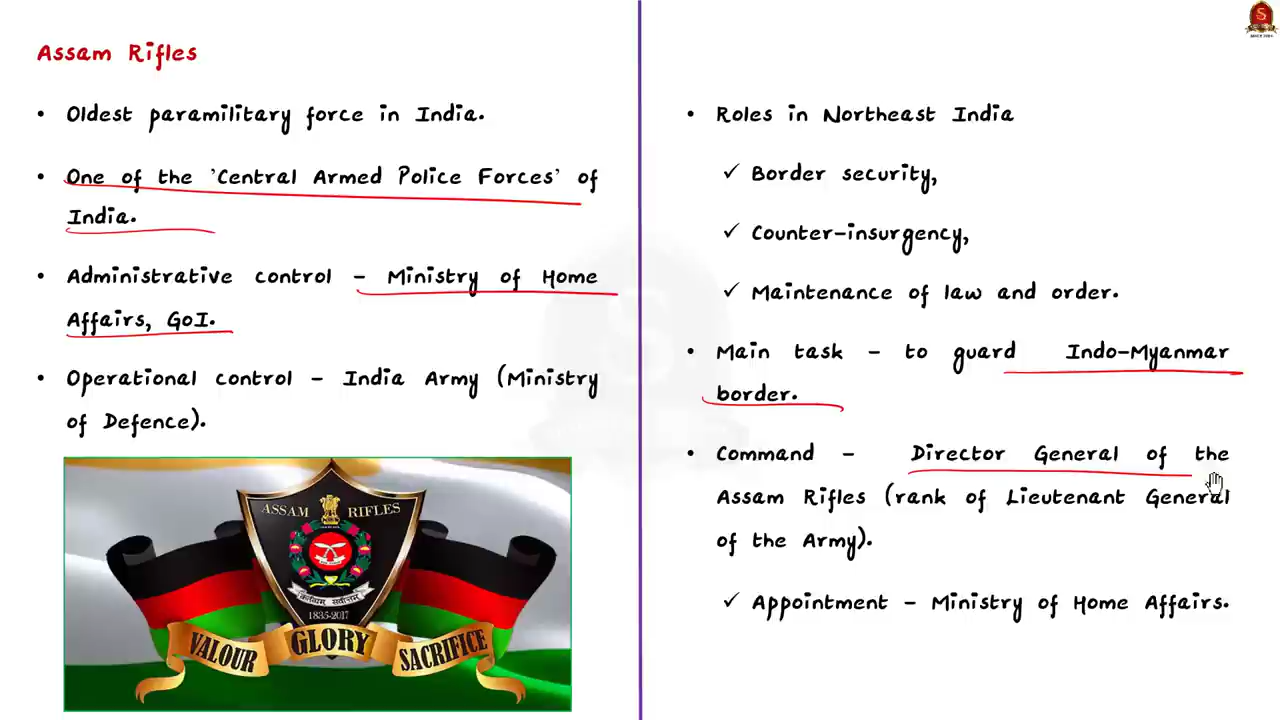 Assam Rifles
• Oldest paramilitary force in India.
• One of the 'Central Armed Police Forces' of
India.
• Administrative control – Ministry of Home
Affairs, GoI.
• Operational control – India Army (Ministry
of Defence).
ASSAM RIFLES
1835-2017
VALOUR GLORY SACRIFICE
• Roles in Northeast India
✓ Border security,
✓ Counter-insurgency,
✓ Maintenance of law and order.
• Main task – to guard Indo-Myanmar
border.
• Command – Director General of the
Assam Rifles (rank of Lieutenant General
of the Army).
✓ Appointment – Ministry of Home Affairs.
S